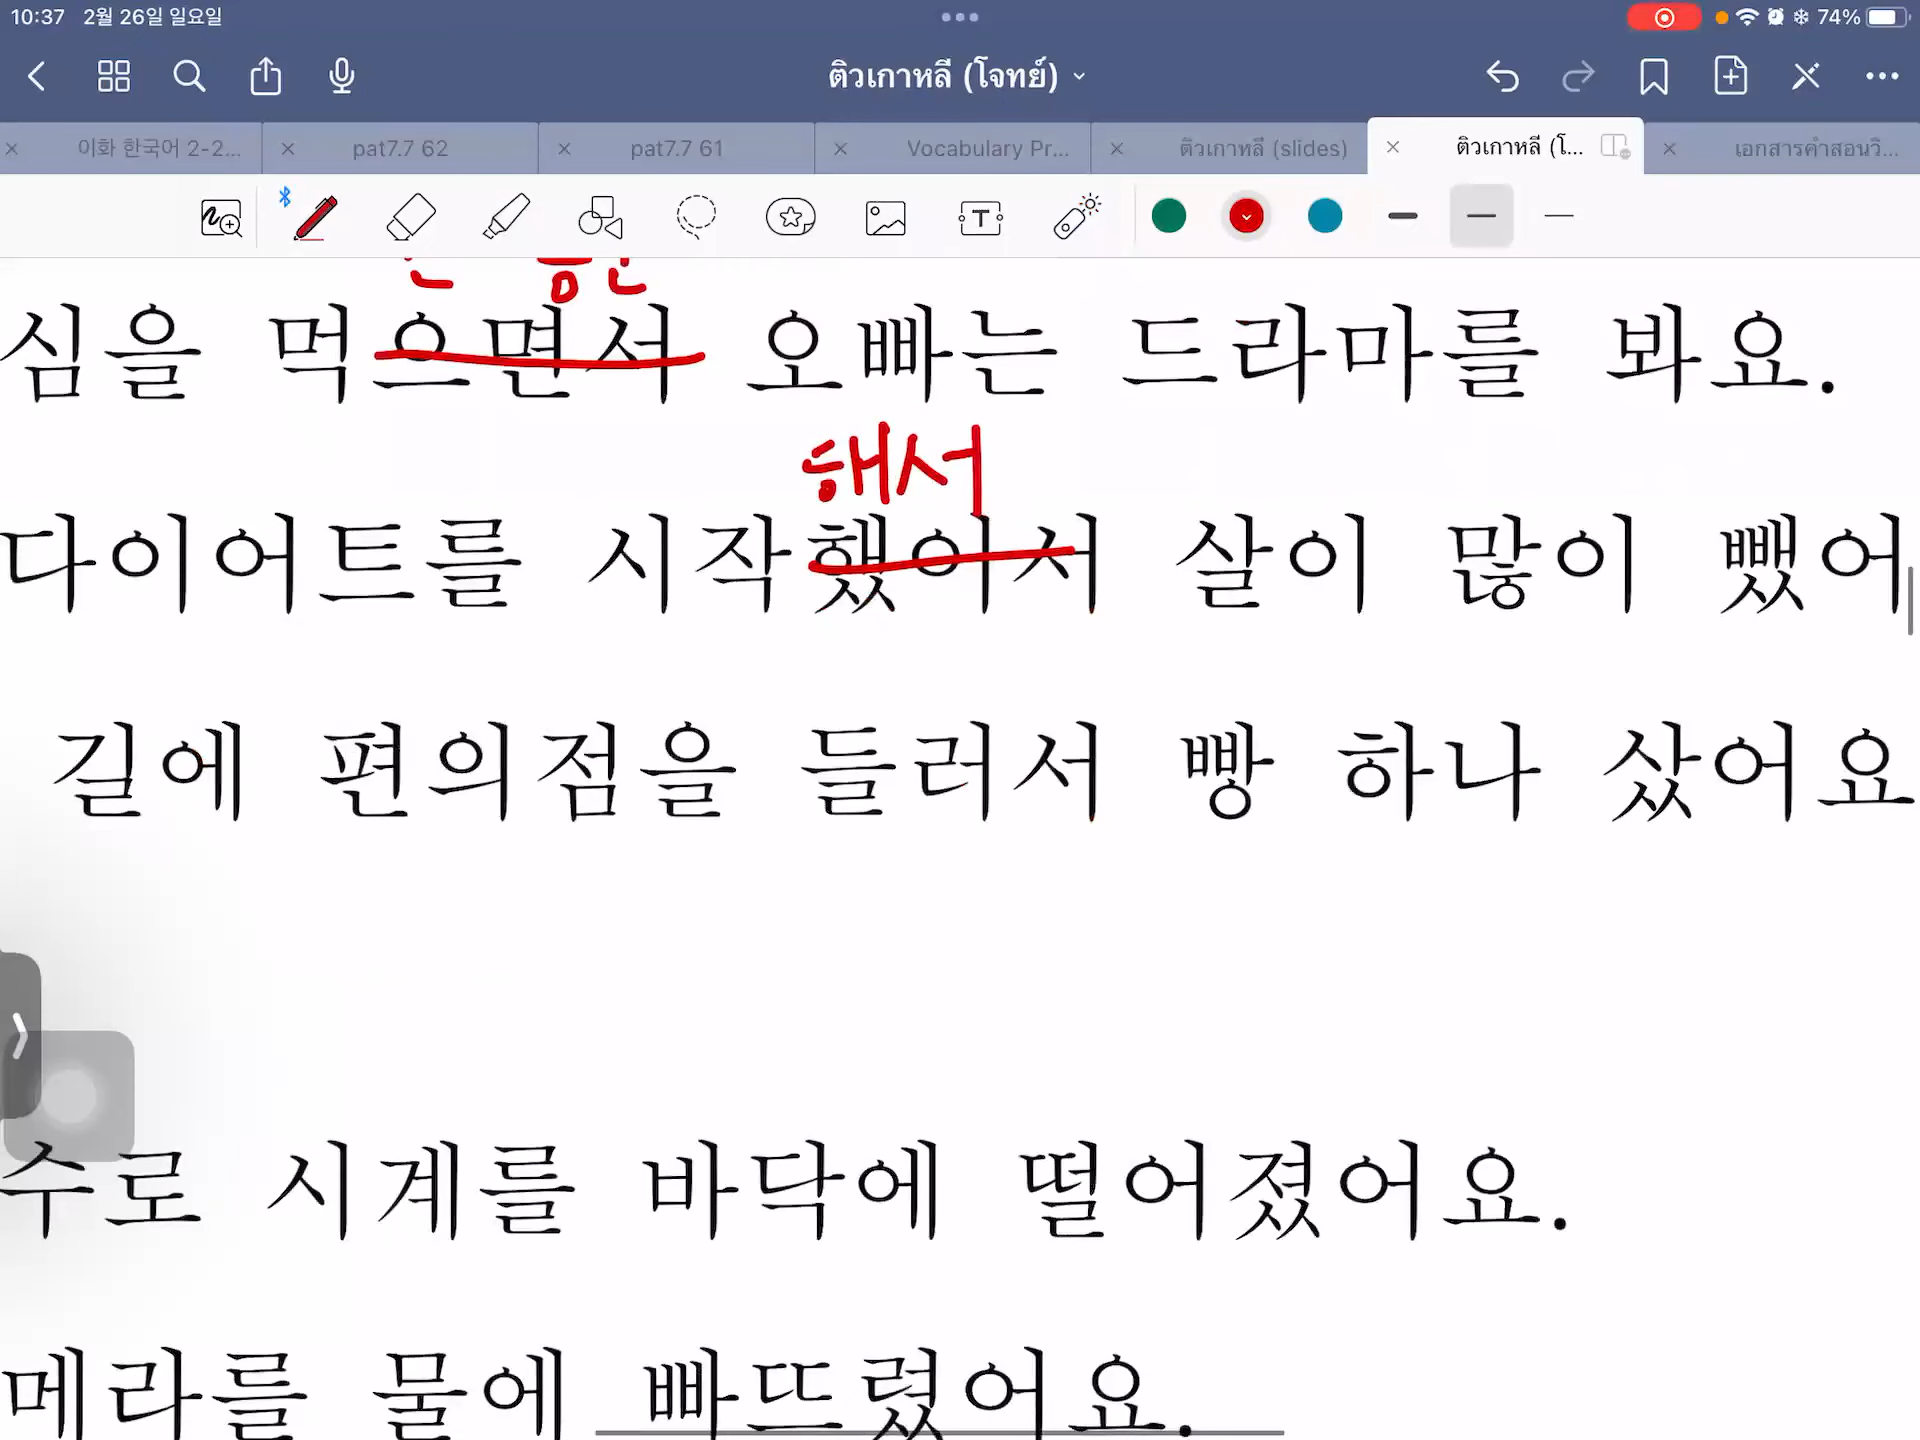 10:37 2월 26일 일요일 74%
ติวเกาหลี (โจทย์)
이화 한국어 2-2... pat7.7 62 pat7.7 61 Vocabulary Pr... ติวเกาหลี (slides) ติวเกาหลี (โ... เอกสารคำสอนวิ...
심을 먹으면서 오빠는 드라마를 봐요.
해서
다이어트를 시작했어서 살이 많이 뺐어
길에 편의점을 들러서 빵 하나 샀어요
수로 시계를 바닥에 떨어졌어요.
메라를 물에 빠뜨렸어요.